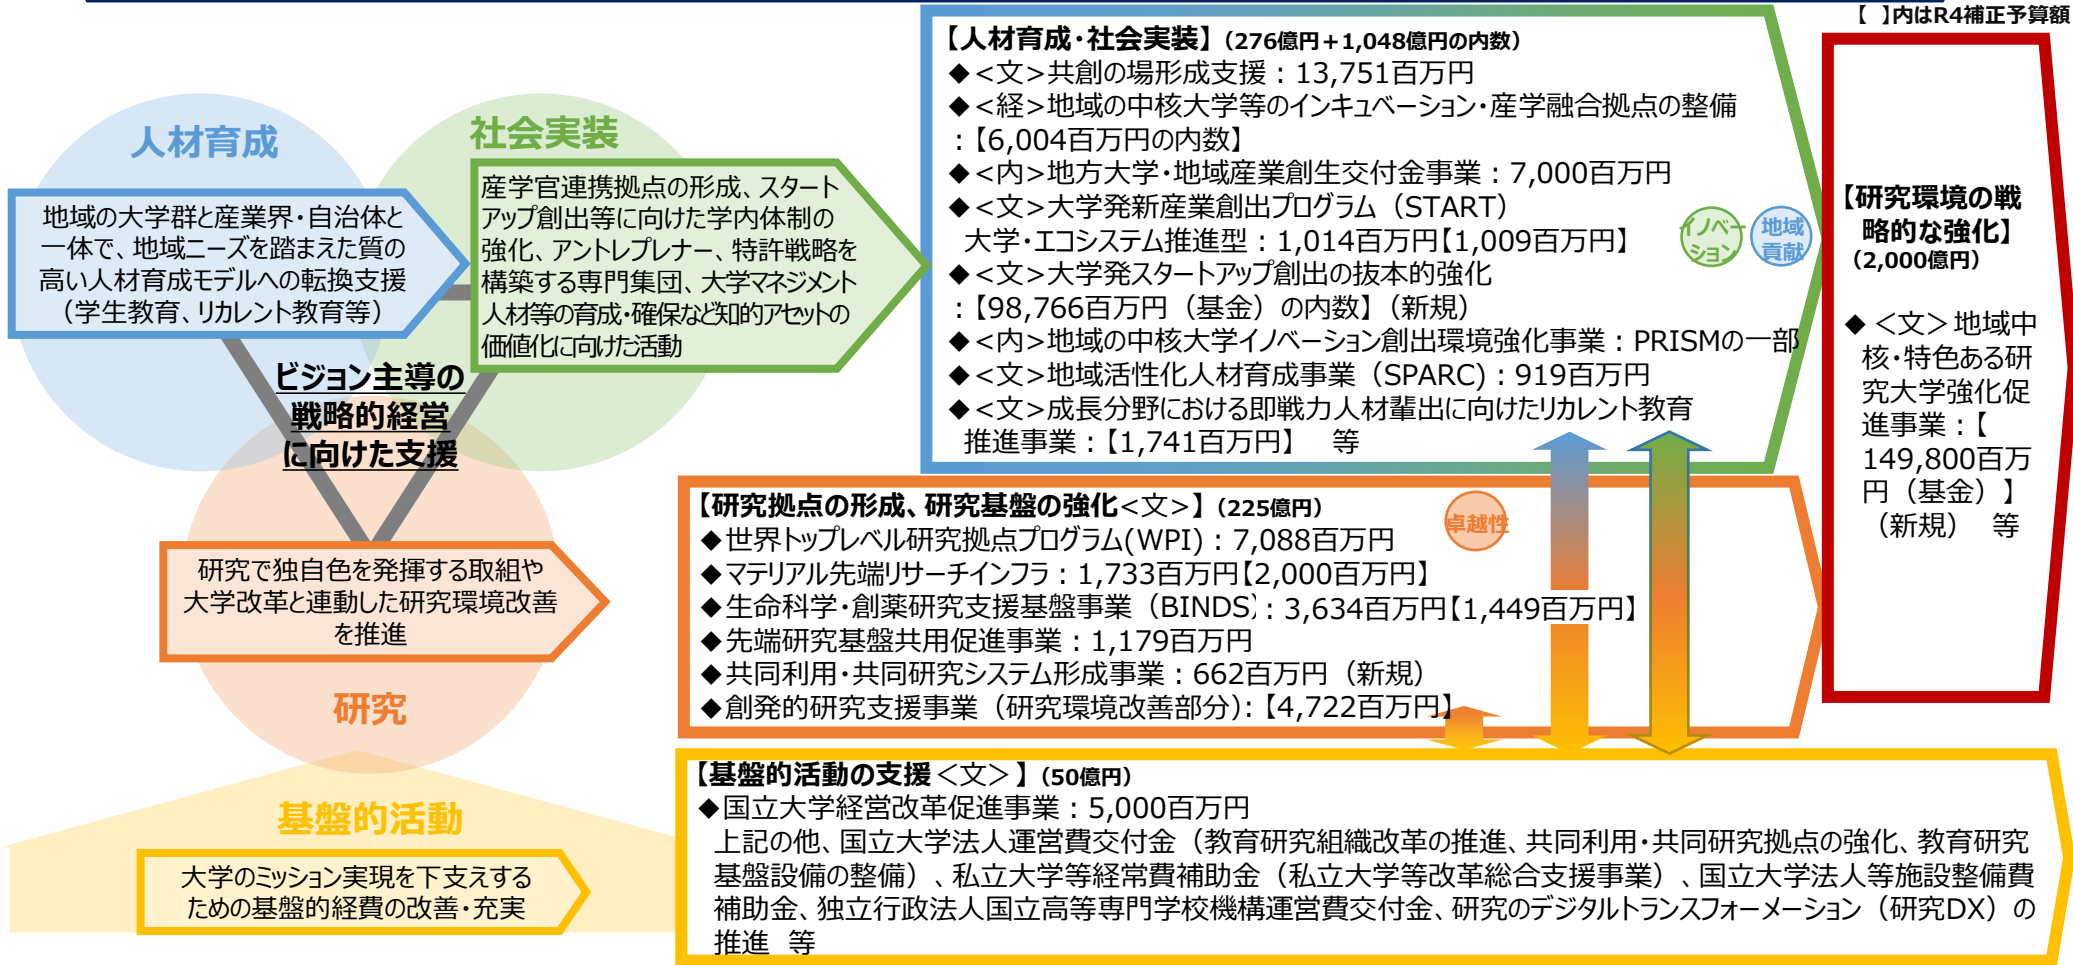 【 】内はR4補正予算額
人材育成
社会実装
地域の大学群と産業界・自治体と
一体で、地域ニーズを踏まえた質の
高い人材育成モデルへの転換支援
（学生教育、リカレント教育等）
産学官連携拠点の形成、スタート
アップ創出等に向けた学内体制の
強化、アントレプレナー、特許戦略を
構築する専門集団、大学マネジメント
人材等の育成・確保など知的アセットの
価値化に向けた活動
ビジョン主導の
戦略的経営
に向けた支援
研究で独自色を発揮する取組や
大学改革と連動した研究環境改善
を推進
研究
基盤的活動
大学のミッション実現を下支えする
ための基盤的経費の改善・充実
【人材育成・社会実装】（276億円＋1,048億円の内数）
◆<文>共創の場形成支援：13,751百万円
◆<経>地域の中核大学等のインキュベーション・産学融合拠点の整備
：【6,004百万円の内数】
◆<内>地方大学・地域産業創生交付金事業：7,000百万円
◆<文>大学発新産業創出プログラム（START）
大学・エコシステム推進型：1,014百万円【1,009百万円】
◆<文>大学発スタートアップ創出の抜本的強化
：【98,766百万円（基金）の内数】（新規）
◆<内>地域の中核大学イノベーション創出環境強化事業：PRISMの一部
◆<文>地域活性化人材育成事業（SPARC)：919百万円
◆<文>成長分野における即戦力人材輩出に向けたリカレント教育
推進事業：【1,741百万円】　等
イノベー
ション
地域
貢献
【研究拠点の形成、研究基盤の強化<文>】（225億円）
◆世界トップレベル研究拠点プログラム(WPI)：7,088百万円
◆マテリアル先端リサーチインフラ：1,733百万円【2,000百万円】
◆生命科学・創薬研究支援基盤事業（BINDS)：3,634百万円【1,449百万円】
◆先端研究基盤共用促進事業：1,179百万円
◆共同利用・共同研究システム形成事業：662百万円（新規）
◆創発的研究支援事業（研究環境改善部分）：【4,722百万円】
卓越性
【基盤的活動の支援<文>】（50億円）
◆国立大学経営改革促進事業：5,000百万円
上記の他、国立大学法人運営費交付金（教育研究組織改革の推進、共同利用・共同研究拠点の強化、教育研究
基盤設備の整備）、私立大学等経常費補助金（私立大学等改革総合支援事業）、国立大学法人等施設整備費
補助金、独立行政法人国立高等専門学校機構運営費交付金、研究のデジタルトランスフォーメーション（研究DX）の
推進 等
【研究環境の戦
略的な強化】
（2,000億円）
◆<文>地域中
核・特色ある研
究大学強化促
進事業：【
149,800百万
円（基金）】
（新規）　等